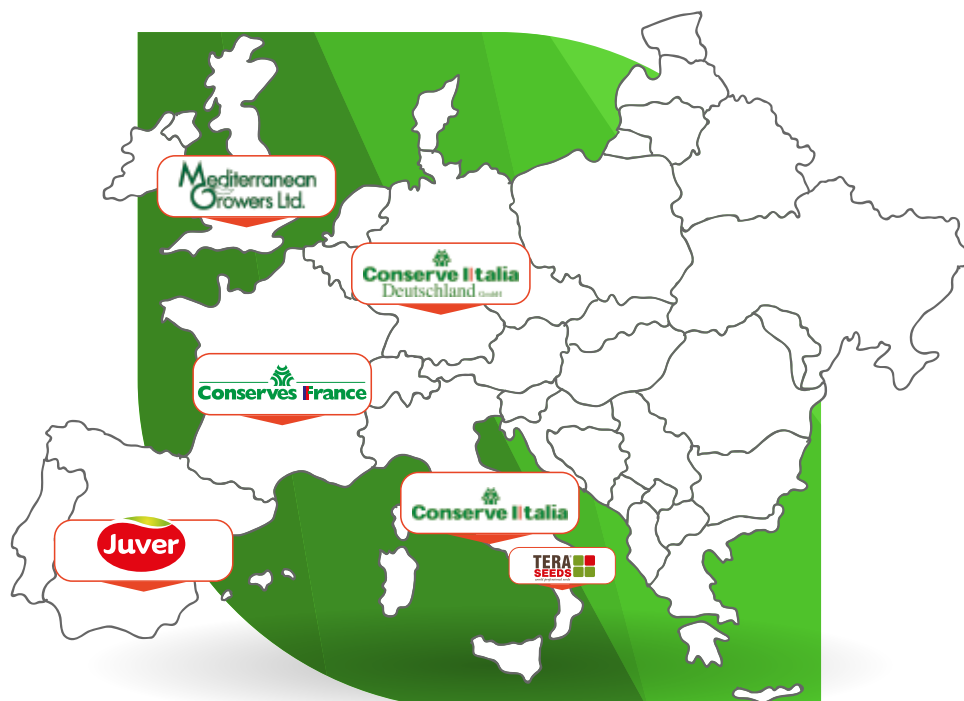 Mediterranean
Growers Ltd.
Conserve Italia
Deutschland GmbH
Conserves France
Conserve Italia
Juver
TERA
SEEDS